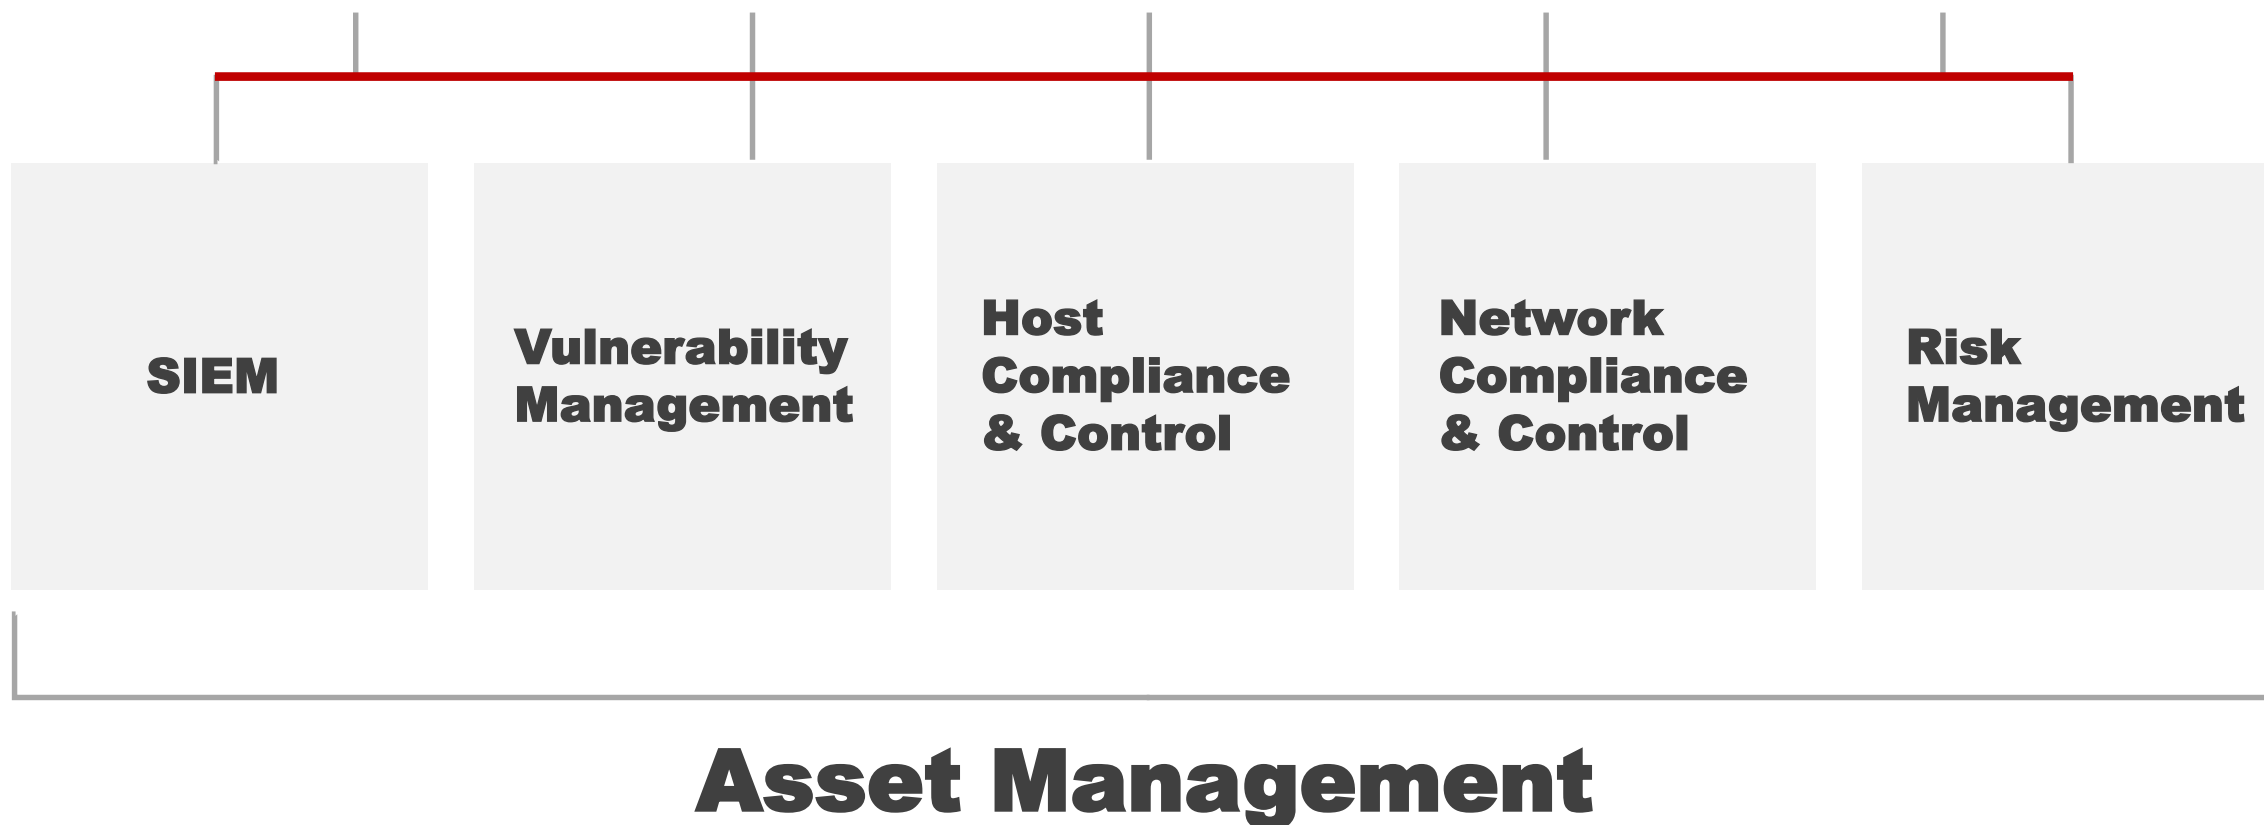 SIEM
Vulnerability
Management
Host
Compliance
& Control
Network
Compliance
& Control
Risk
Management
Asset Management